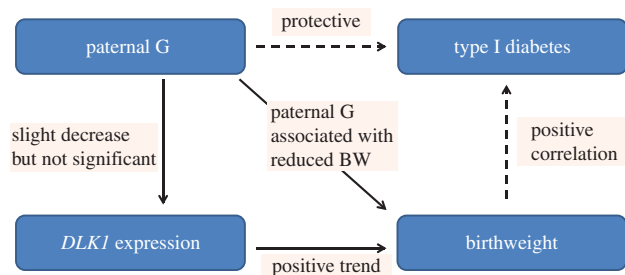 protective
paternal G
type I diabetes
slight decrease
but not significant
paternal G
associated with
reduced BW
positive
correlation
DLK1 expression
birthweight
positive trend